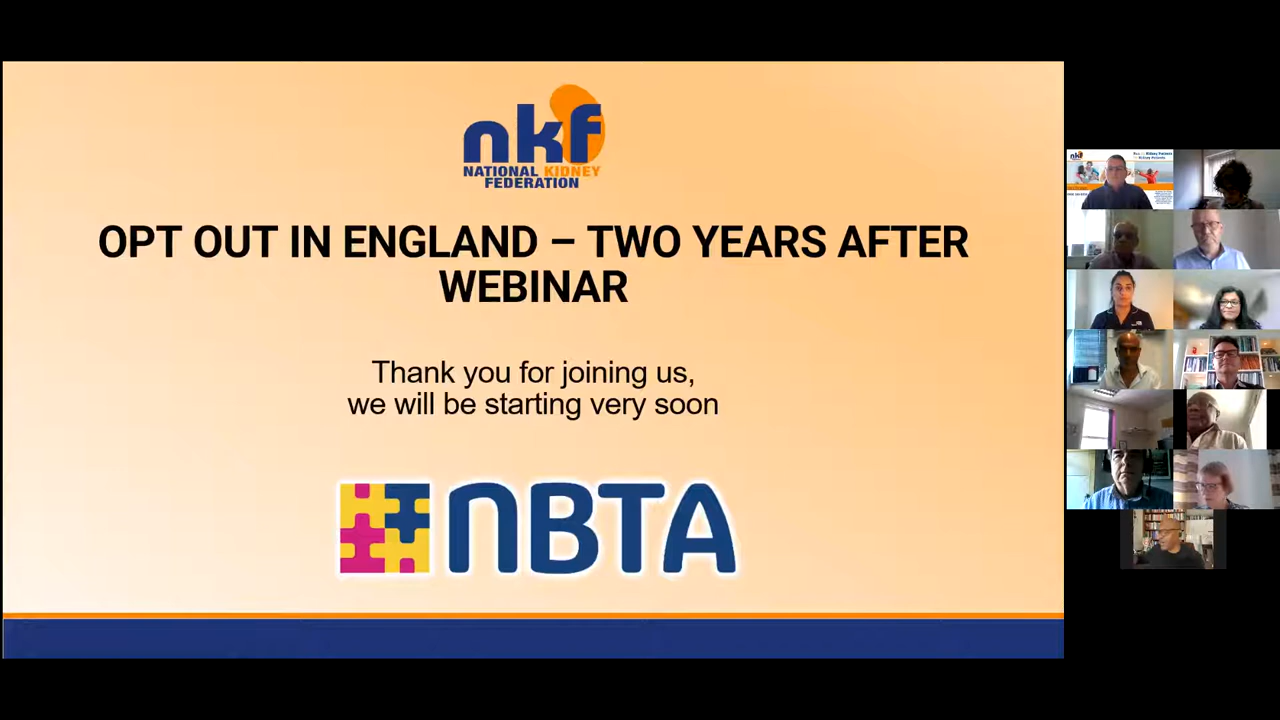 nkf
NATIONAL KIDNEY
FEDERATION
OPT OUT IN ENGLAND – TWO YEARS AFTER
WEBINAR
Thank you for joining us,
we will be starting very soon
NBTA
nkf